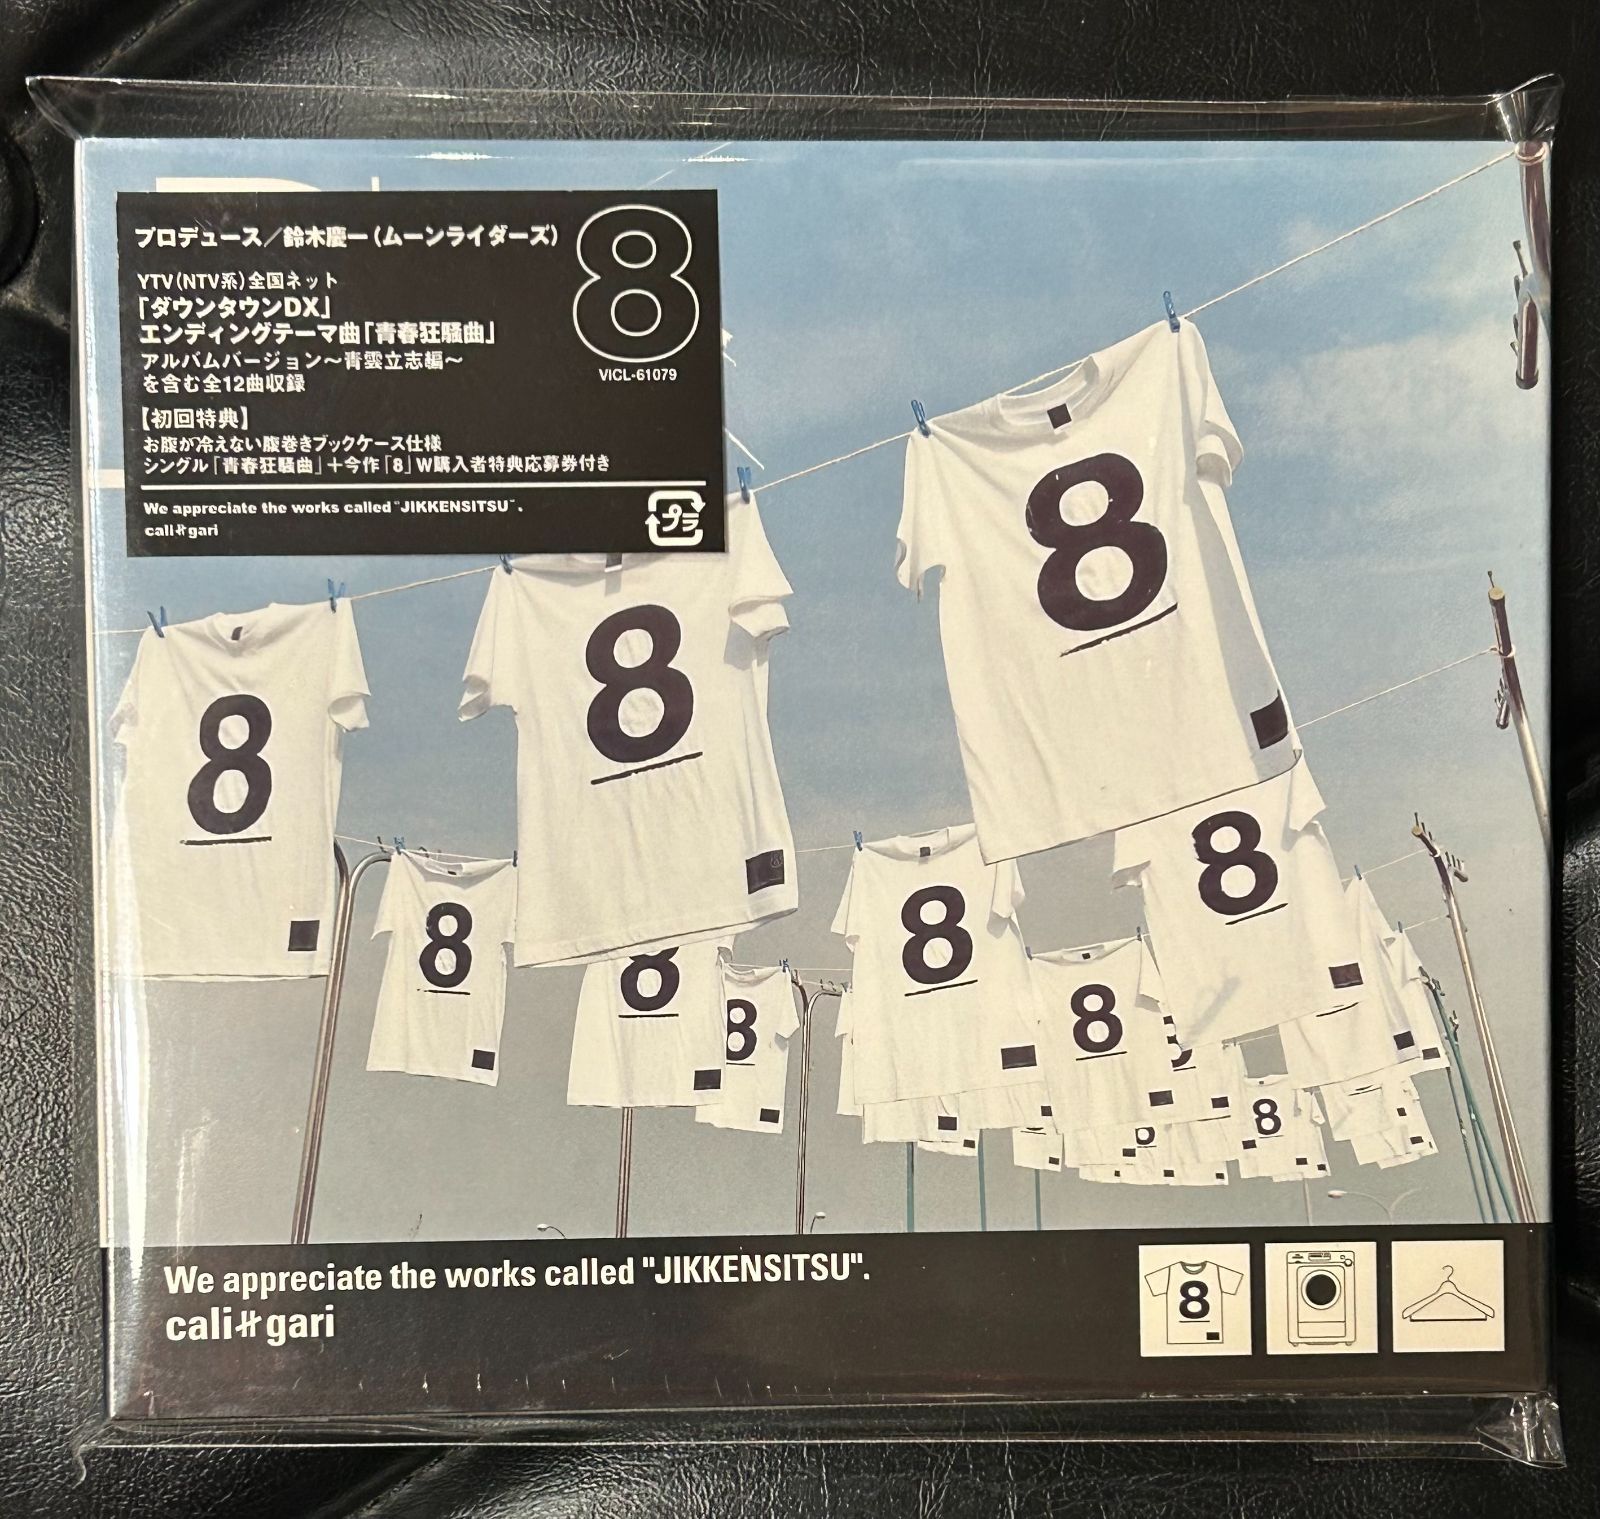 プロデュース／鈴木慶一（ムーンライダーズ）
8
YTV（NTV系）全国ネット
「ダウンタウンDX」
エンディングテーマ曲「青春狂騒曲」
アルバムバージョン〜青雲立志編〜
を含む全12曲収録
VICL-61079
【初回特典】
お腹が冷えない腹巻きブックケース仕様
シングル「青春狂騒曲」＋今作「8」W購入者特典応募券付き
We appreciate the works called "JIKKENSITSU".
cali≠gari
プラ
8
8
8
8
8
8
8
8
8
8
8
We appreciate the works called "JIKKENSITSU".
cali≠gari
8